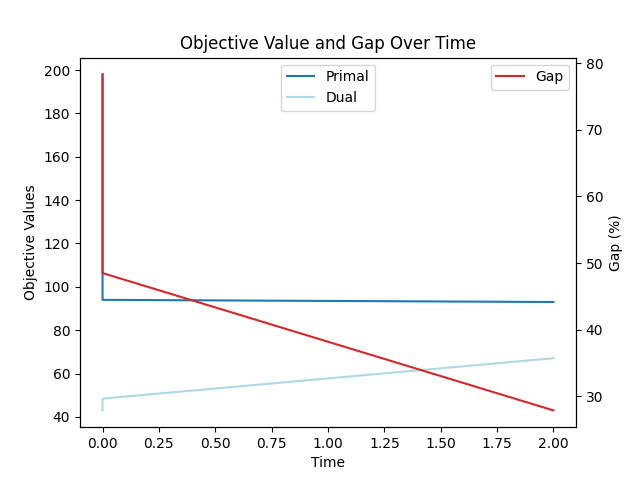 Objective Value and Gap Over Time
Primal
Dual
Gap
Objective Values
200
180
160
140
120
100
80
60
40
80
70
60
50
40
30
Gap (%)
0.00 0.25 0.50 0.75 1.00 1.25 1.50 1.75 2.00
Time